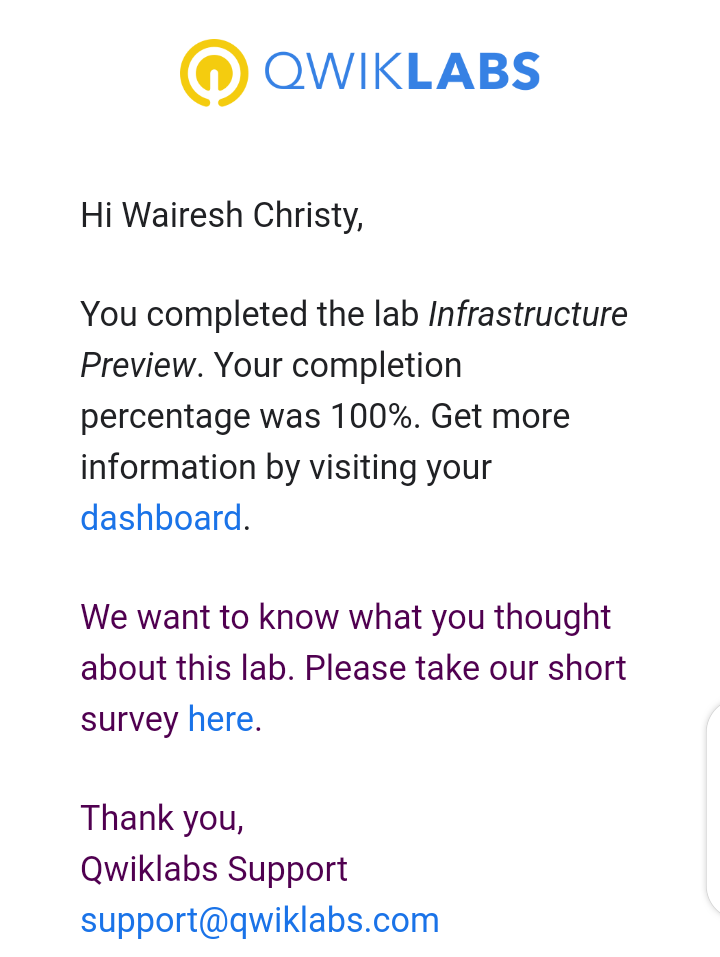 QWIKLABS
Hi Wairesh Christy,
You completed the lab Infrastructure
Preview. Your completion
percentage was 100%. Get more
information by visiting your
dashboard.
We want to know what you thought
about this lab. Please take our short
survey here.
Thank you,
Qwiklabs Support
support@qwiklabs.com